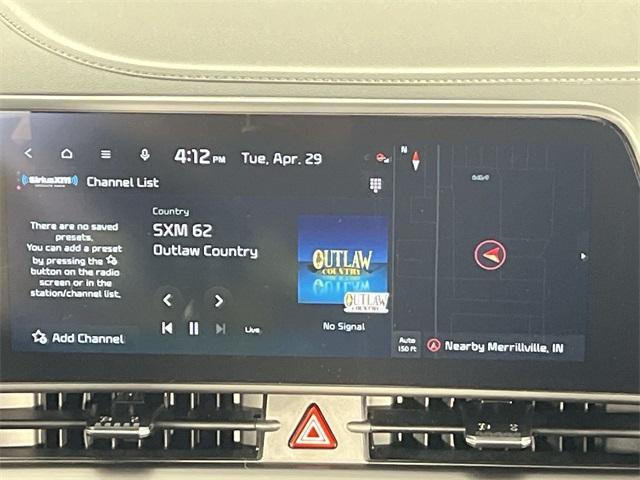 4:12 PM Tue, Apr. 29
N
SiriusXM
Channel List
There are no saved
presets.
You can add a preset
by pressing the
button on the radio
screen or in the
station/channel list.
Add Channel
Country
SXM 62
Outlaw Country
Live
OUTLAW
COUNTRY
OUTLAW
COUNTRY
No Signal
Auto
150 ft
Nearby Merrillville, IN